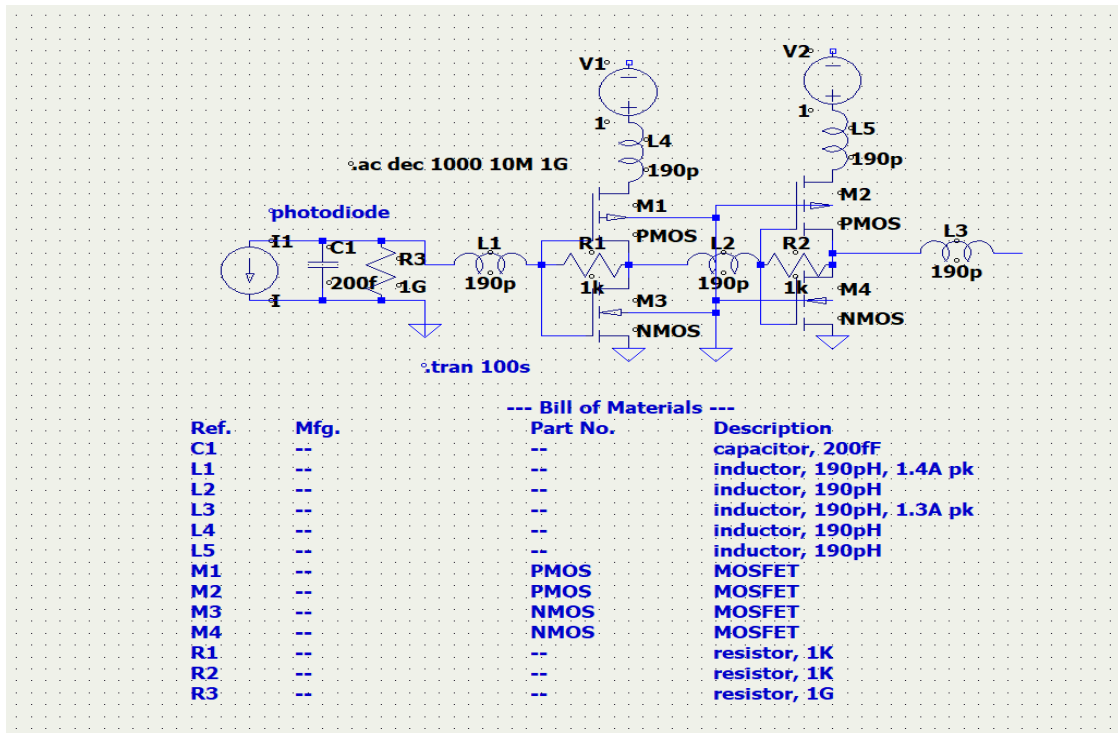 V1
V2
1
1
L4
L5
190p
190p
.ac dec 1000 10M 1G
M1
M2
photodiode
PMOS
PMOS
I1
C1
R3
L1
R1
L2
R2
L3
200f
1G
190p
1k
190p
1k
190p
I
M3
M4
NMOS
NMOS
.tran 100s
--- Bill of Materials ---
Ref. Mfg. Part No. Description
C1 -- -- capacitor, 200fF
L1 -- -- inductor, 190pH, 1.4A pk
L2 -- -- inductor, 190pH
L3 -- -- inductor, 190pH, 1.3A pk
L4 -- -- inductor, 190pH
L5 -- -- inductor, 190pH
M1 -- PMOS MOSFET
M2 -- PMOS MOSFET
M3 -- NMOS MOSFET
M4 -- NMOS MOSFET
R1 -- -- resistor, 1K
R2 -- -- resistor, 1K
R3 -- -- resistor, 1G